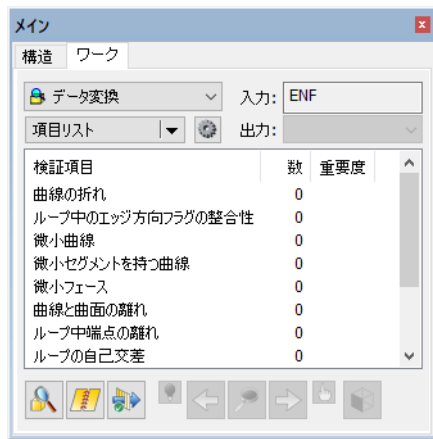 メイン
構造 ワーク
データ変換 入力: ENF
項目リスト 出力:
検証項目 数 重要度
曲線の折れ 0
ループ中のエッジ方向フラグの整合性 0
微小曲線 0
微小セグメントを持つ曲線 0
微小フェース 0
曲線と曲面の離れ 0
ループ中端点の離れ 0
ループの自己交差 0